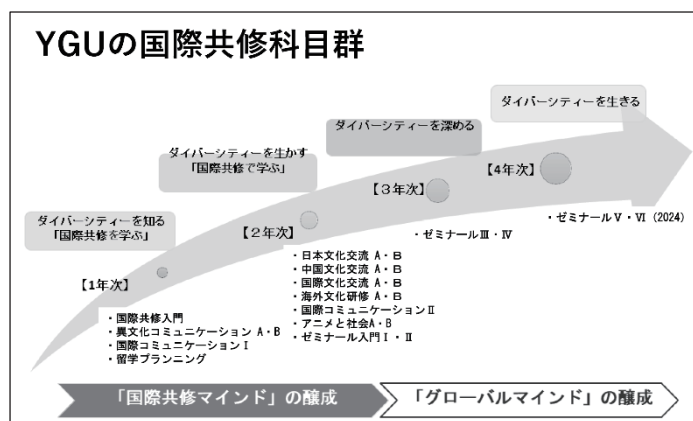 YGUの国際共修科目群
ダイバーシティーを生きる
ダイバーシティーを深める
【4年次】
ダイバーシティーを生かす
「国際共修で学ぶ」
【３年次】
・ゼミナールⅤ・Ⅵ (2024)
ダイバーシティーを知る
「国際共修を学ぶ」
【２年次】
・ゼミナールⅢ・Ⅳ
・日本文化交流 A・B
・中国文化交流 A・B
・国際文化交流 A・B
・海外文化研修 A・B
・国際コミュニケーションⅡ
・アニメと社会A・B
・ゼミナール入門Ⅰ・Ⅱ
【1年次】
・国際共修入門
・異文化コミュニケーション A・B
・国際コミュニケーションⅠ
・留学プランニング
「国際共修マインド」の醸成
「グローバルマインド」の醸成